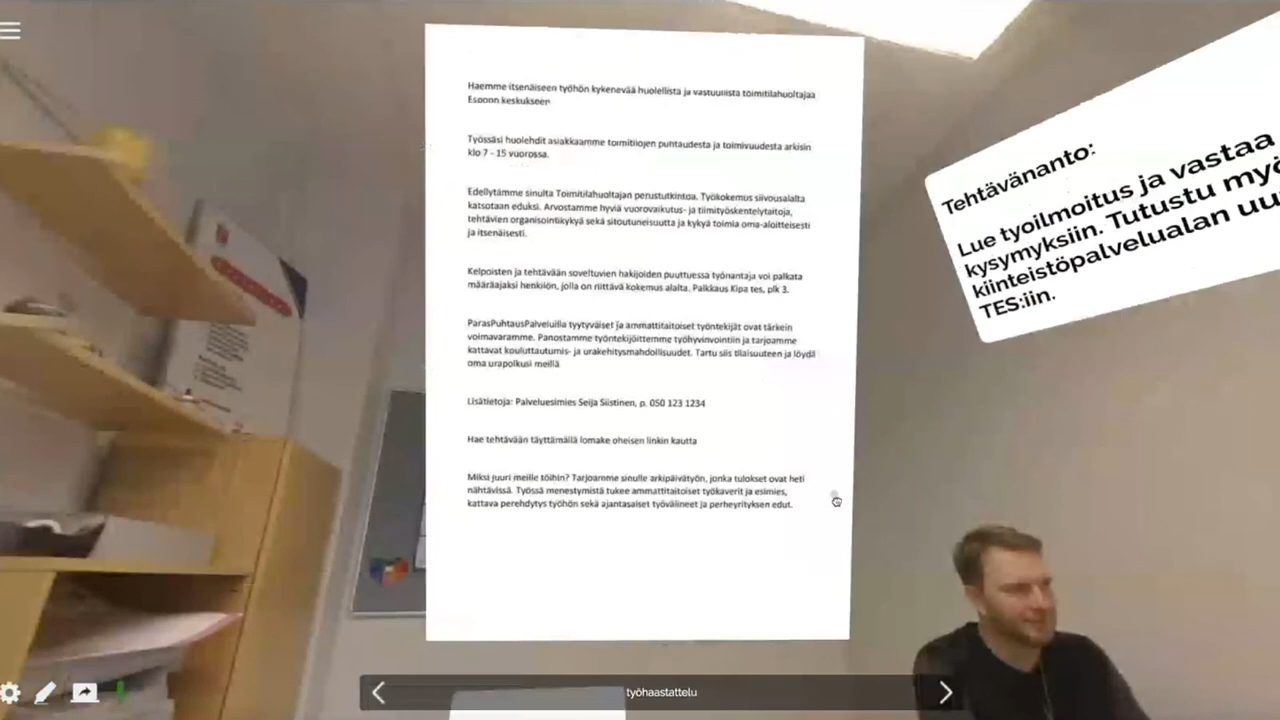 Haemme itsenäiseen työhön kykenevää huolellista ja vastuullista toimitilahuoltajaa
Espoon keskukseen
Työssäsi huolehdit asiakkaamme toimitilojen puhtaudesta ja toimivuudesta arkisin
klo 7 - 15 vuorossa.
Edellytämme sinulta Toimitilahuoltajan perustutkintoa. Työkokemus siivousalalta
katsotaan eduksi. Arvostamme hyviä vuorovaikutus- ja tiimityöskentelytaitoja,
tehtävien organisointikykyä sekä sitoutuneisuutta ja kykyä toimia oma-aloitteisesti
ja itsenäisesti.
Kelpoisten ja tehtävään soveltuvien hakijoiden puuttuessa työnantaja voi palkata
määräajaksi henkilön, jolla on riittävä kokemus alalta. Palkkaus Kipa tes, plk 3.
ParasPuhtausPalveluilla tyytyväiset ja ammattitaitoiset työntekijät ovat tärkein
voimavaramme. Panostamme työntekijöittemme työhyvinvointiin ja tarjoamme
kattavat kouluttautumis- ja urakehitysmahdollisuudet. Tartu siis tilaisuuteen ja löydä
oma urapolkusi meillä
Lisätietoja: Palveluesimies Seija Siistinen, p. 050 123 1234
Hae tehtävään täyttämällä lomake oheisen linkin kautta
Miksi juuri meille töihin? Tarjoamme sinulle arkipäivätyön, jonka tulokset ovat heti
nähtävissä. Työssä menestymistä tukee ammattitaitoiset työkaverit ja esimies,
kattava perehdytys työhön sekä ajantasaiset työvälineet ja perheyrityksen edut.
Tehtävänanto:
Lue työilmoitus ja vastaa
kysymyksiin. Tutustu myö
kiinteistöpalvelualan uu
TES:iin.
työhaastattelu